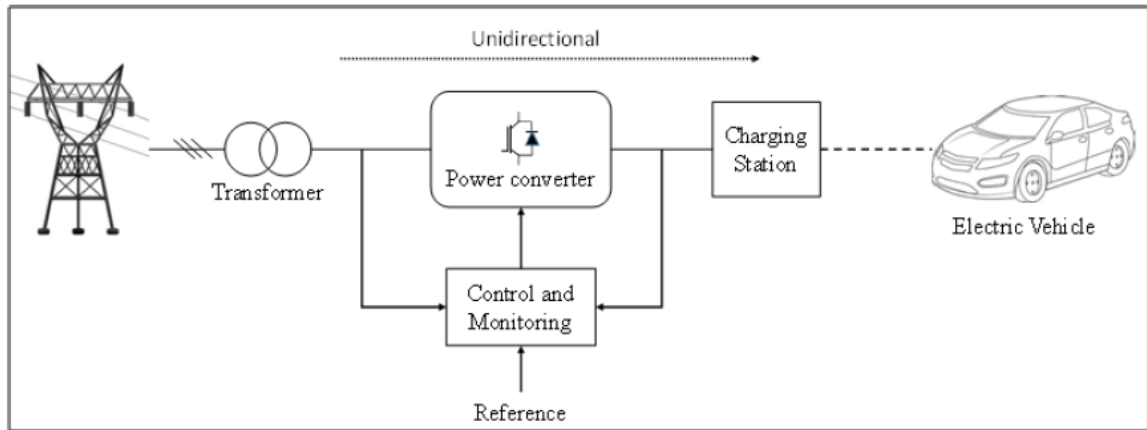 Unidirectional
Transformer
Power converter
Charging
Station
Electric Vehicle
Control and
Monitoring
Reference